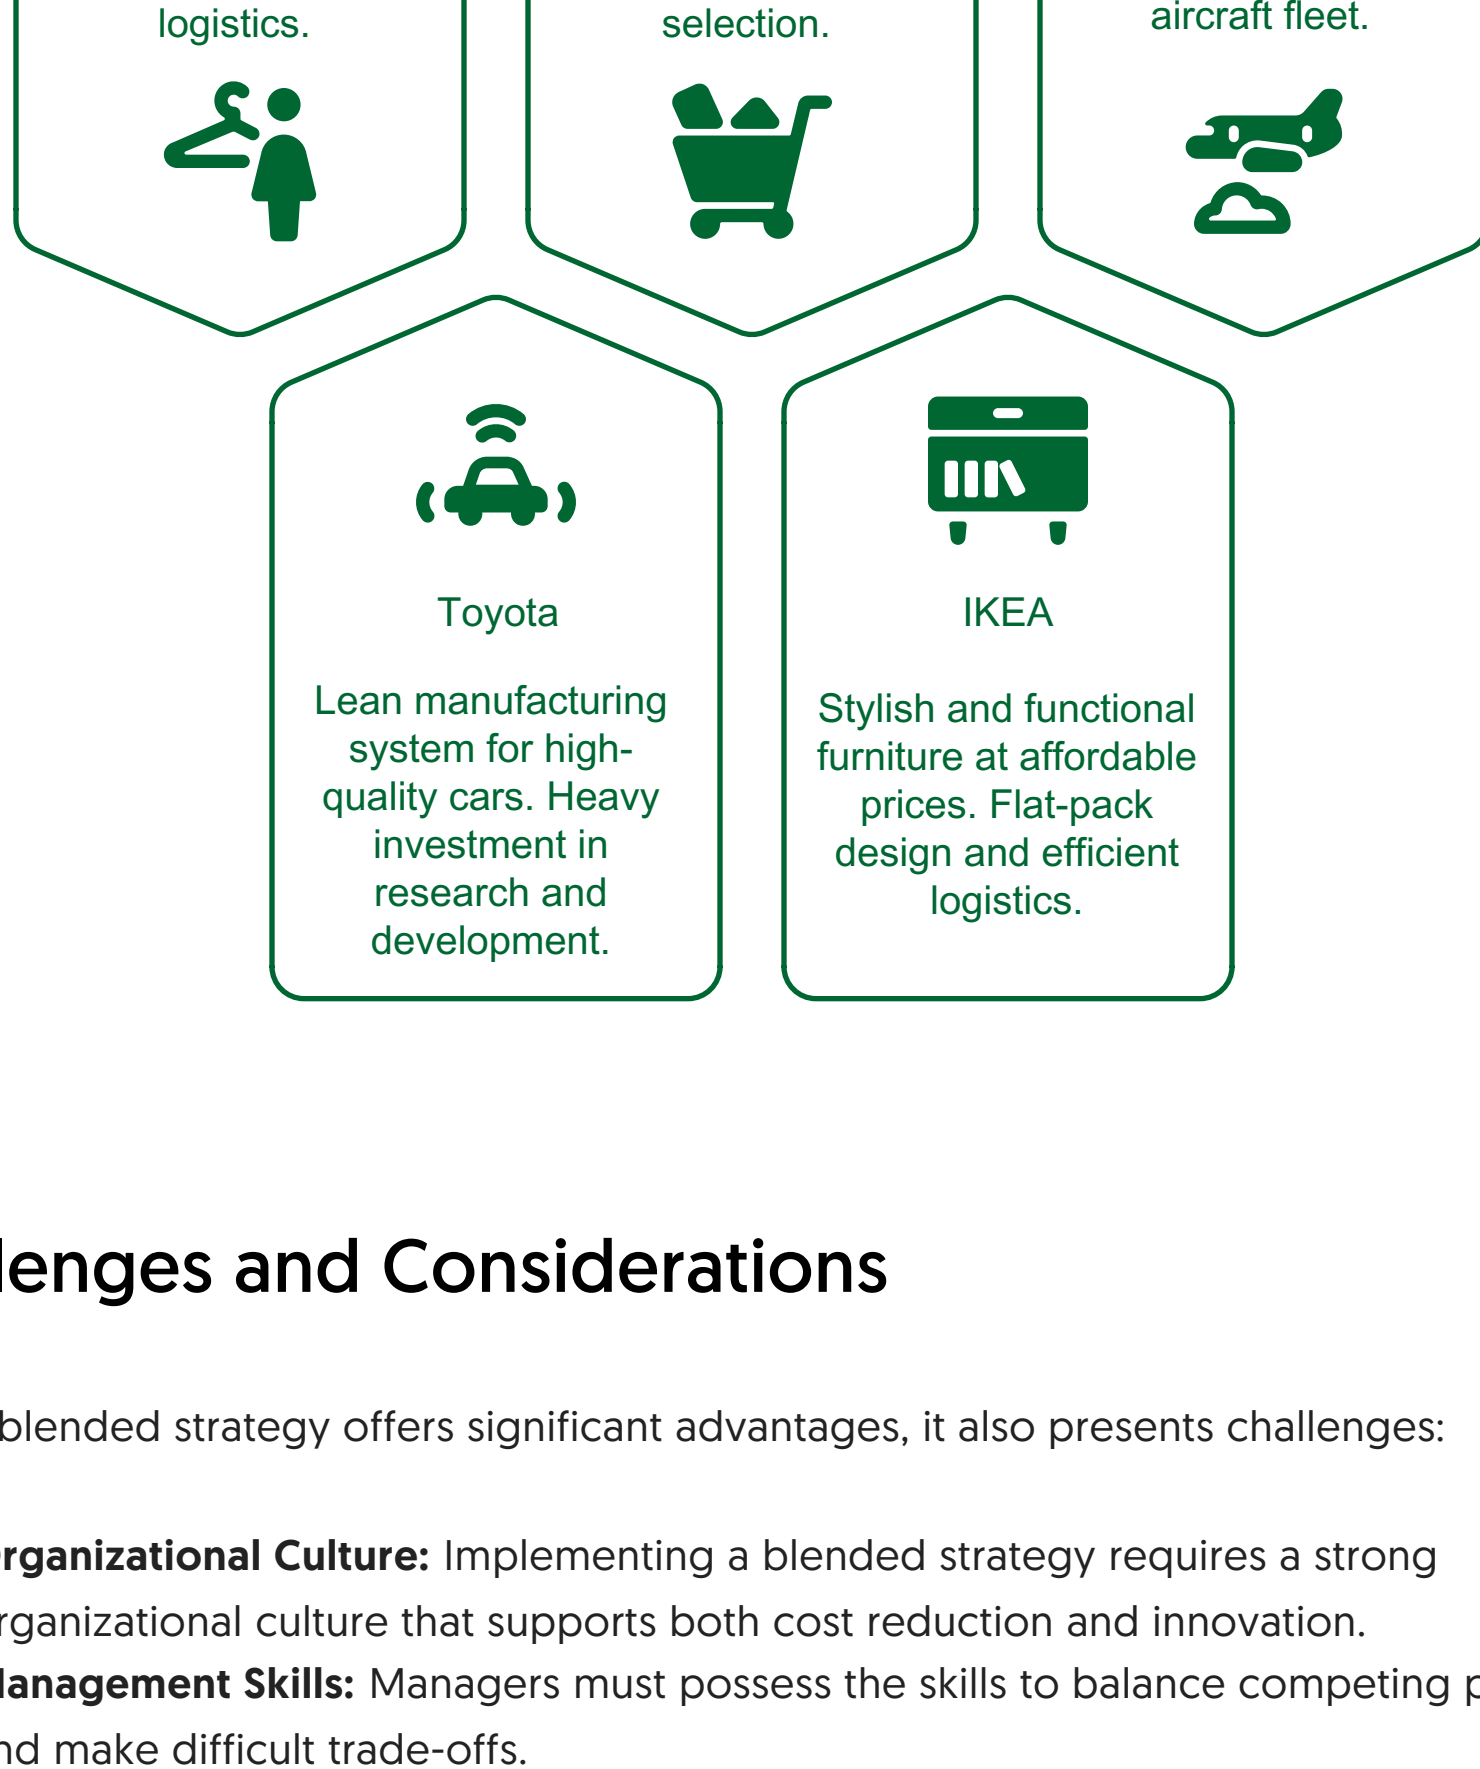 logistics.
selection.
aircraft fleet.
Toyota
Lean manufacturing
system for high-
quality cars. Heavy
investment in
research and
development.
IKEA
Stylish and functional
furniture at affordable
prices. Flat-pack
design and efficient
logistics.
lenges and Considerations
blended strategy offers significant advantages, it also presents challenges:
rganizational Culture: Implementing a blended strategy requires a strong
rganizational culture that supports both cost reduction and innovation.
anagement Skills: Managers must possess the skills to balance competing p
nd make difficult trade-offs.